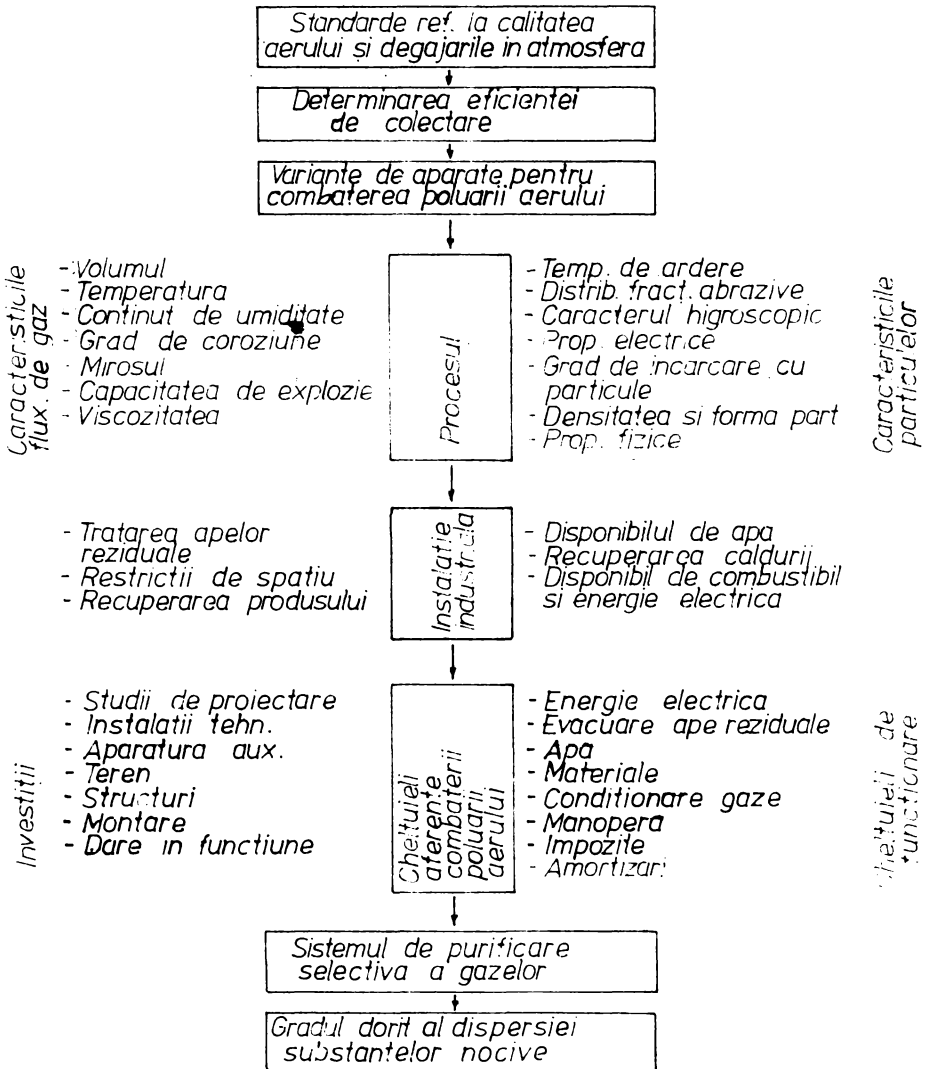 Standarde ref. la calitatea
aerului și degajarile in atmosfera
Determinarea eficientei
de colectare
Variante de aparate pentru
combaterea poluarii aerului
Caracteristicile
flux. de gaz
- Volumul
- Temperatura
- Continut de umiditate
- Grad de coroziune
- Mirosul
- Capacitatea de explozie
- Viscozitatea
Procesul
- Temp. de ardere
- Distrib. fract. abrazive
- Caracterul higroscopic
- Prop. electrice
- Grad de incarcare cu
particule
- Densitatea si forma part
- Prop. fizice
Caracteristicile
particulelor
- Tratarea apelor
reziduale
- Restrictii de spatiu
- Recuperarea produsului
Instalatie
industriala
- Disponibilul de apa
- Recuperarea caldurii
- Disponibil de combustibil
si energie electrica
Investiții
- Studii de proiectare
- Instalatii tehn.
- Aparatura aux.
- Teren
- Structuri
- Montare
- Dare in functiune
Cheltuieli
aferente
combaterii
poluarii
aerului
- Energie electrica
- Evacuare ape reziduale
- Apa
- Materiale
- Conditionare gaze
- Manopera
- Impozite
- Amortizari
Cheltuieli de
functionare
Sistemul de purificare
selectiva a gazelor
Gradul dorit al dispersiei
substantelor nocive